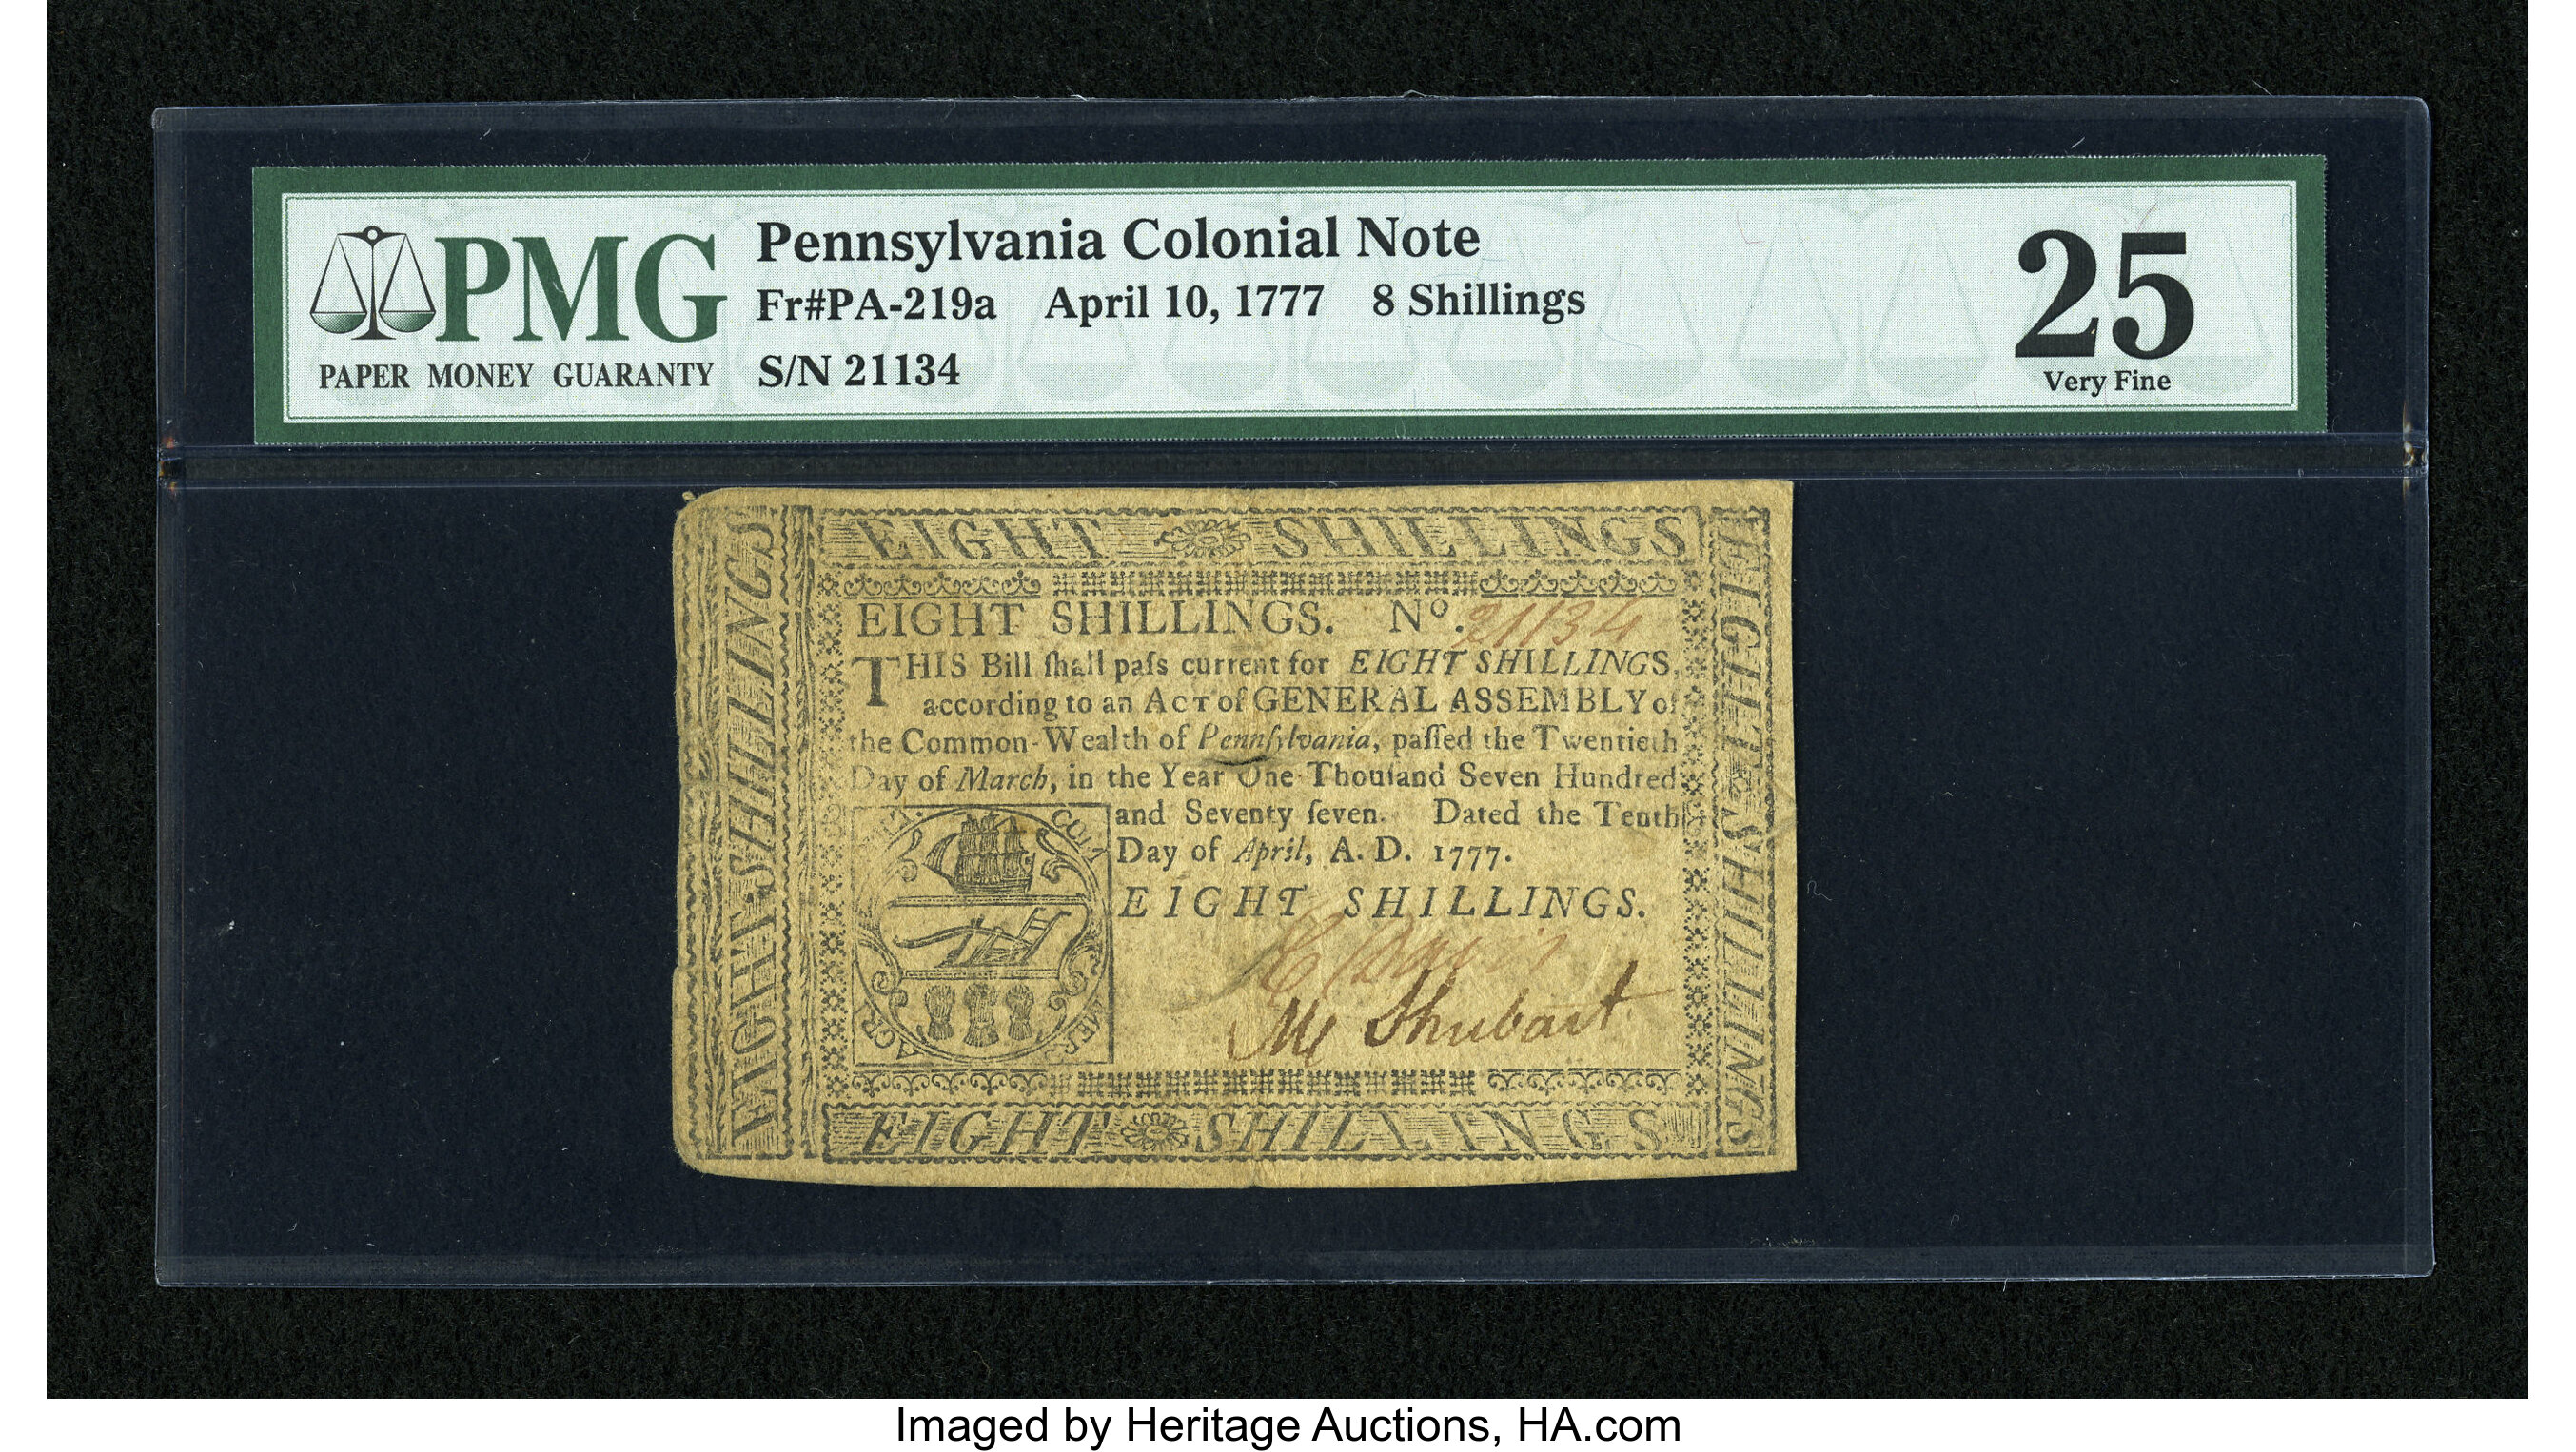 PMG
PAPER MONEY GUARANTY
Pennsylvania Colonial Note
Fr#PA-219a April 10, 1777 8 Shillings
S/N 21134
25
Very Fine
EIGHT SHILLINGS
EIGHT SHILLINGS
EIGHT SHILLINGS
EIGHT SHILLINGS. No. 21134
THIS Bill ſhall paſs current for EIGHT SHILLINGS,
according to an ACT of GENERAL ASSEMBLY of
the Common-Wealth of Pennſylvania, paſſed the Twentieth
Day of March, in the Year One Thouſand Seven Hundred
and Seventy ſeven. Dated the Tenth
Day of April, A. D. 1777.
EIGHT SHILLINGS.
C Davis
M Shubart
EIGHT SHILLINGS
Imaged by Heritage Auctions, HA.com